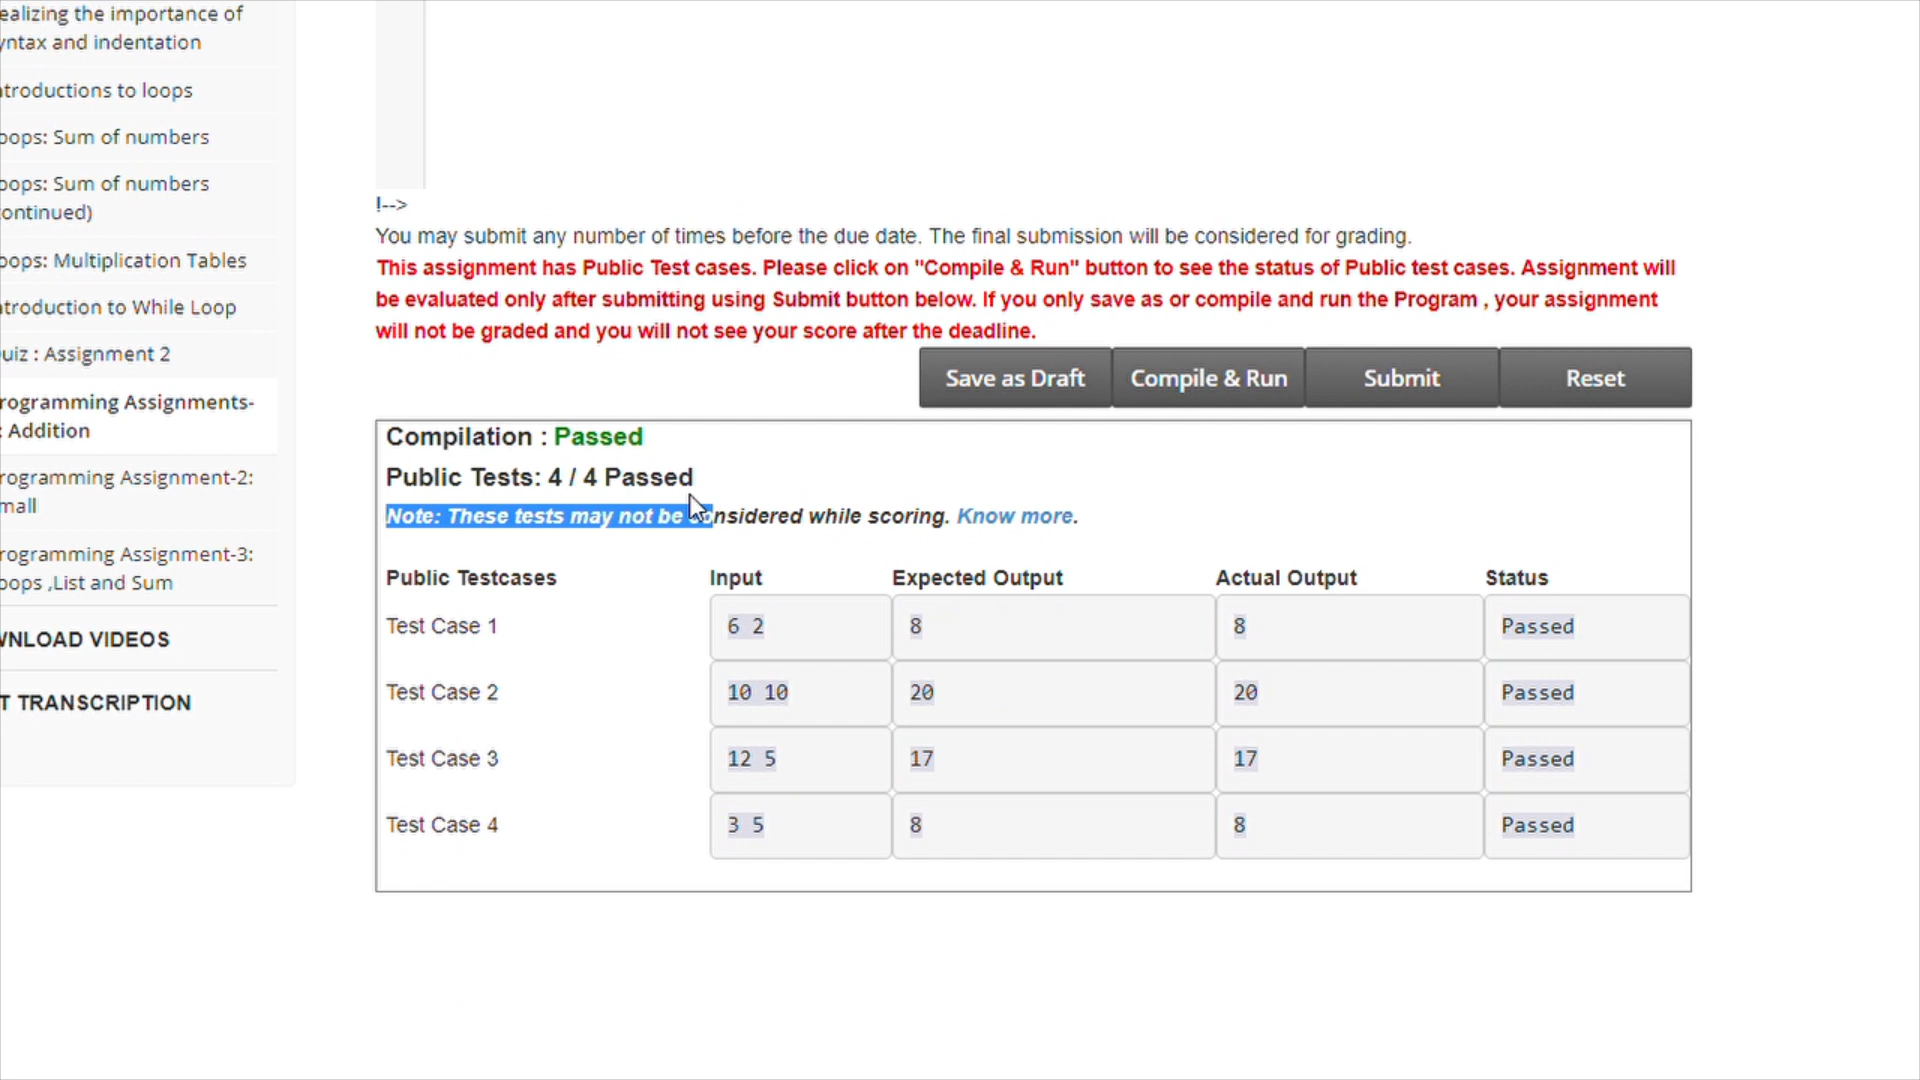 ealizing the importance of
yntax and indentation
ntroductions to loops
oops: Sum of numbers
oops: Sum of numbers
continued)
oops: Multiplication Tables
ntroduction to While Loop
uiz : Assignment 2
rogramming Assignments-
: Addition
rogramming Assignment-2:
mall
rogramming Assignment-3:
oops ,List and Sum
WNLOAD VIDEOS
T TRANSCRIPTION
!-->
You may submit any number of times before the due date. The final submission will be considered for grading.
This assignment has Public Test cases. Please click on "Compile & Run" button to see the status of Public test cases. Assignment will
be evaluated only after submitting using Submit button below. If you only save as or compile and run the Program , your assignment
will not be graded and you will not see your score after the deadline.
Save as Draft Compile & Run Submit Reset
Compilation : Passed
Public Tests: 4 / 4 Passed
Note: These tests may not be considered while scoring. Know more.
Public Testcases Input Expected Output Actual Output Status
Test Case 1 6 2 8 8 Passed
Test Case 2 10 10 20 20 Passed
Test Case 3 12 5 17 17 Passed
Test Case 4 3 5 8 8 Passed